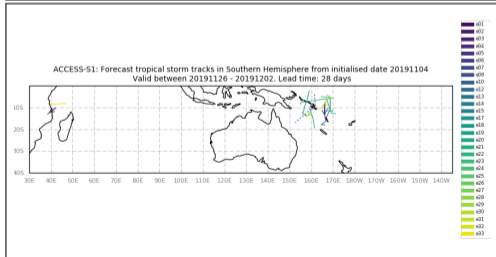 ACCESS-S1: Forecast tropical storm tracks in Southern Hemisphere from initialised date 20191104
Valid between 20191126 - 20191202. Lead time: 28 days
10S
20S
30S
40S
30E 40E 50E 60E 70E 80E 90E 100E 110E 120E 130E 140E 150E 160E 170E 180W 170W 160W 150W 140W
e01
e02
e03
e04
e05
e06
e07
e08
e10
e12
e13
e14
e15
e17
e18
e19
e20
e21
e22
e23
e24
e25
e26
e27
e28
e29
e30
e31
e32
e33